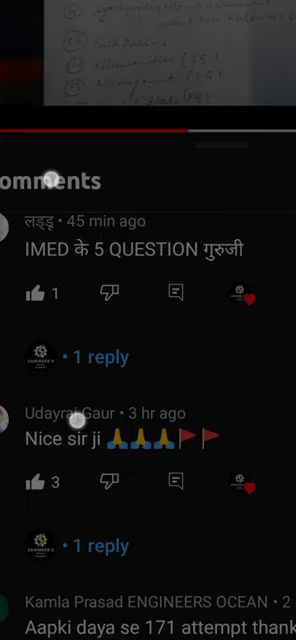 omments
लड्डू • 45 min ago
IMED के 5 QUESTION गुरुजी
1
• 1 reply
Udayraj Gaur • 3 hr ago
Nice sir ji 🙏🙏🙏🚩🚩
3
• 1 reply
Kamla Prasad ENGINEERS OCEAN • 2
Aapki daya se 171 attempt thank